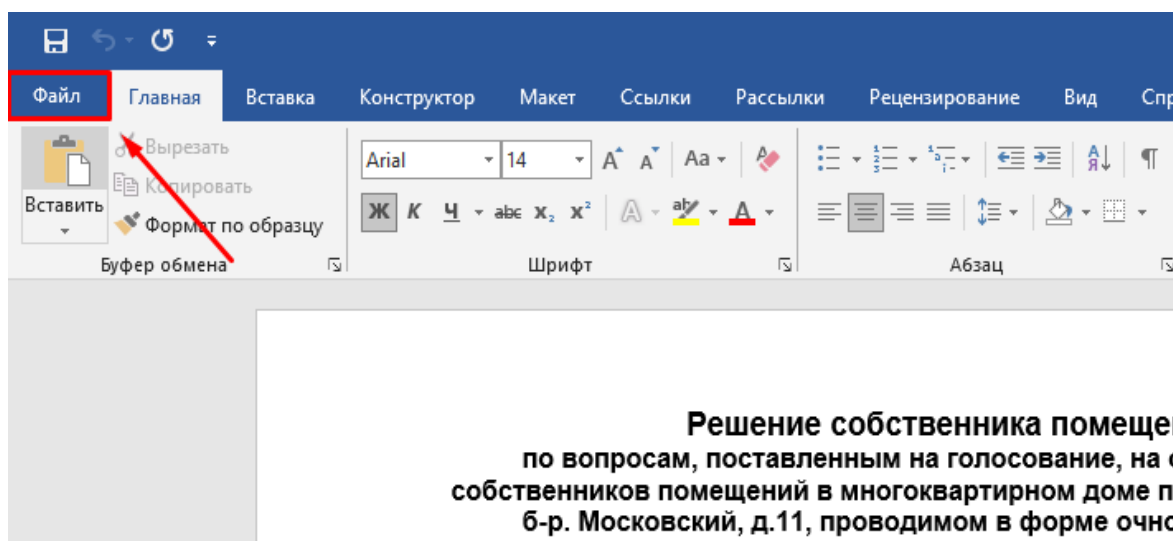 Файл Главная Вставка Конструктор Макет Ссылки Рассылки Рецензирование Вид
Вырезать
Копировать
Вставить
Формат по образцу
Буфер обмена
Arial 14 Aa
Ж К Ч abc x₂ x²
Шрифт
Абзац
Решение собственника
по вопросам, поставленным на голосование, на
собственников помещений в многоквартирном доме
б-р. Московский, д.11, проводимом в форме